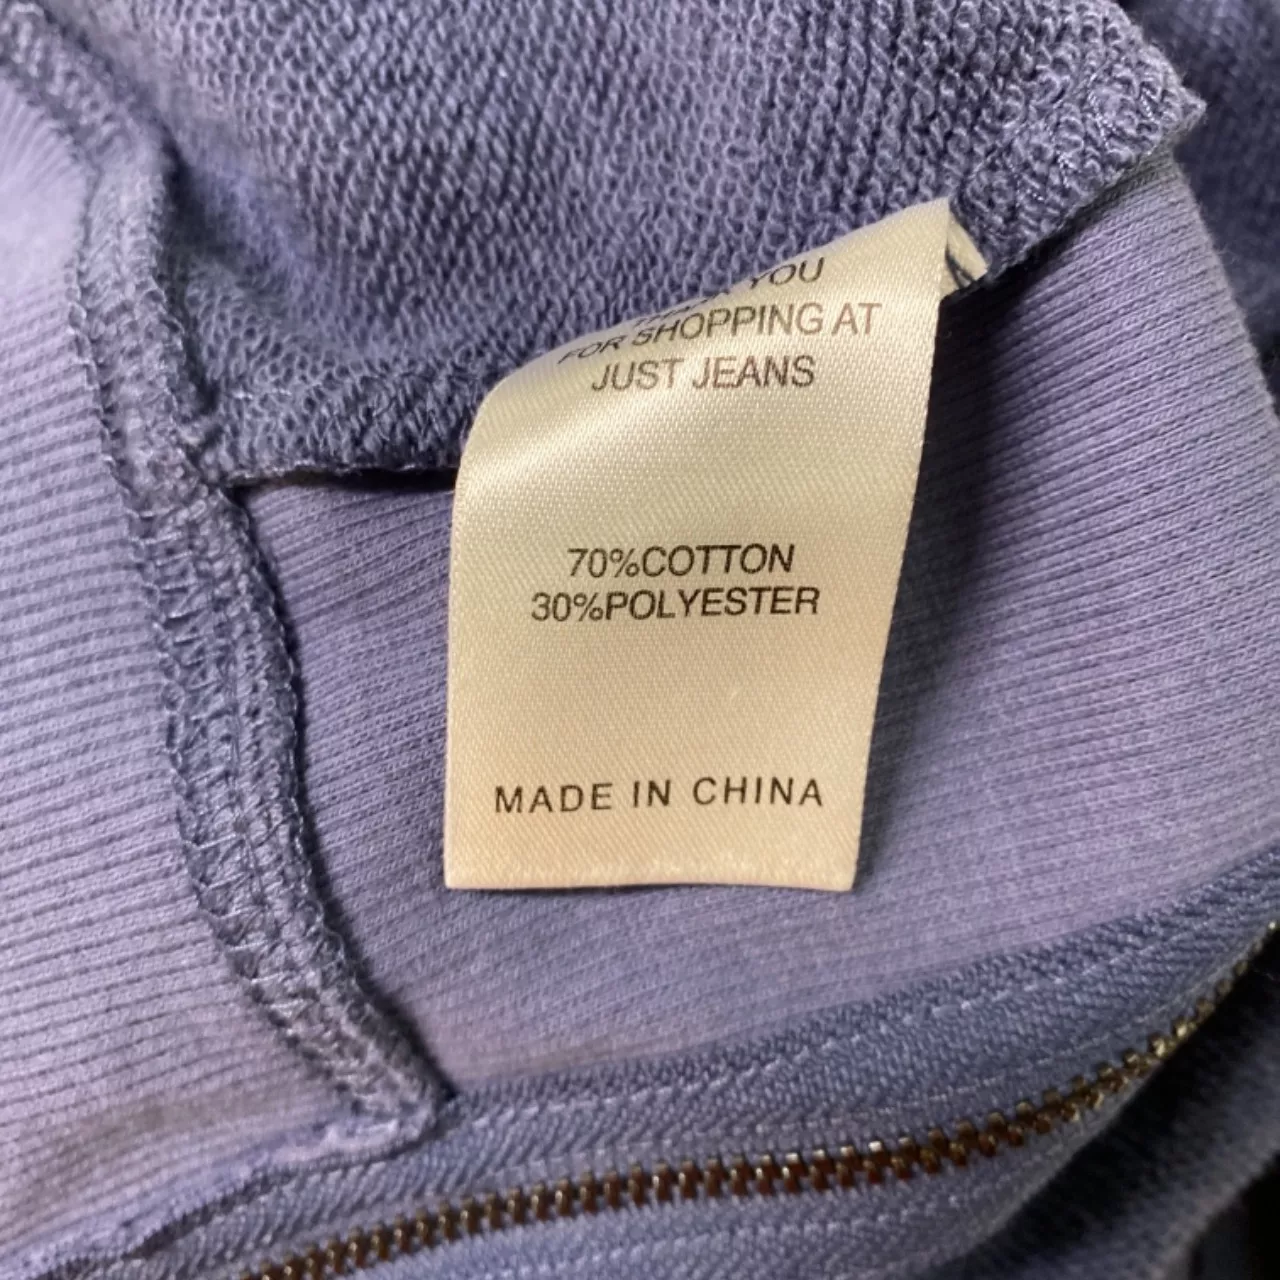 YOU
FOR SHOPPING AT
JUST JEANS
70%COTTON
30%POLYESTER
MADE IN CHINA